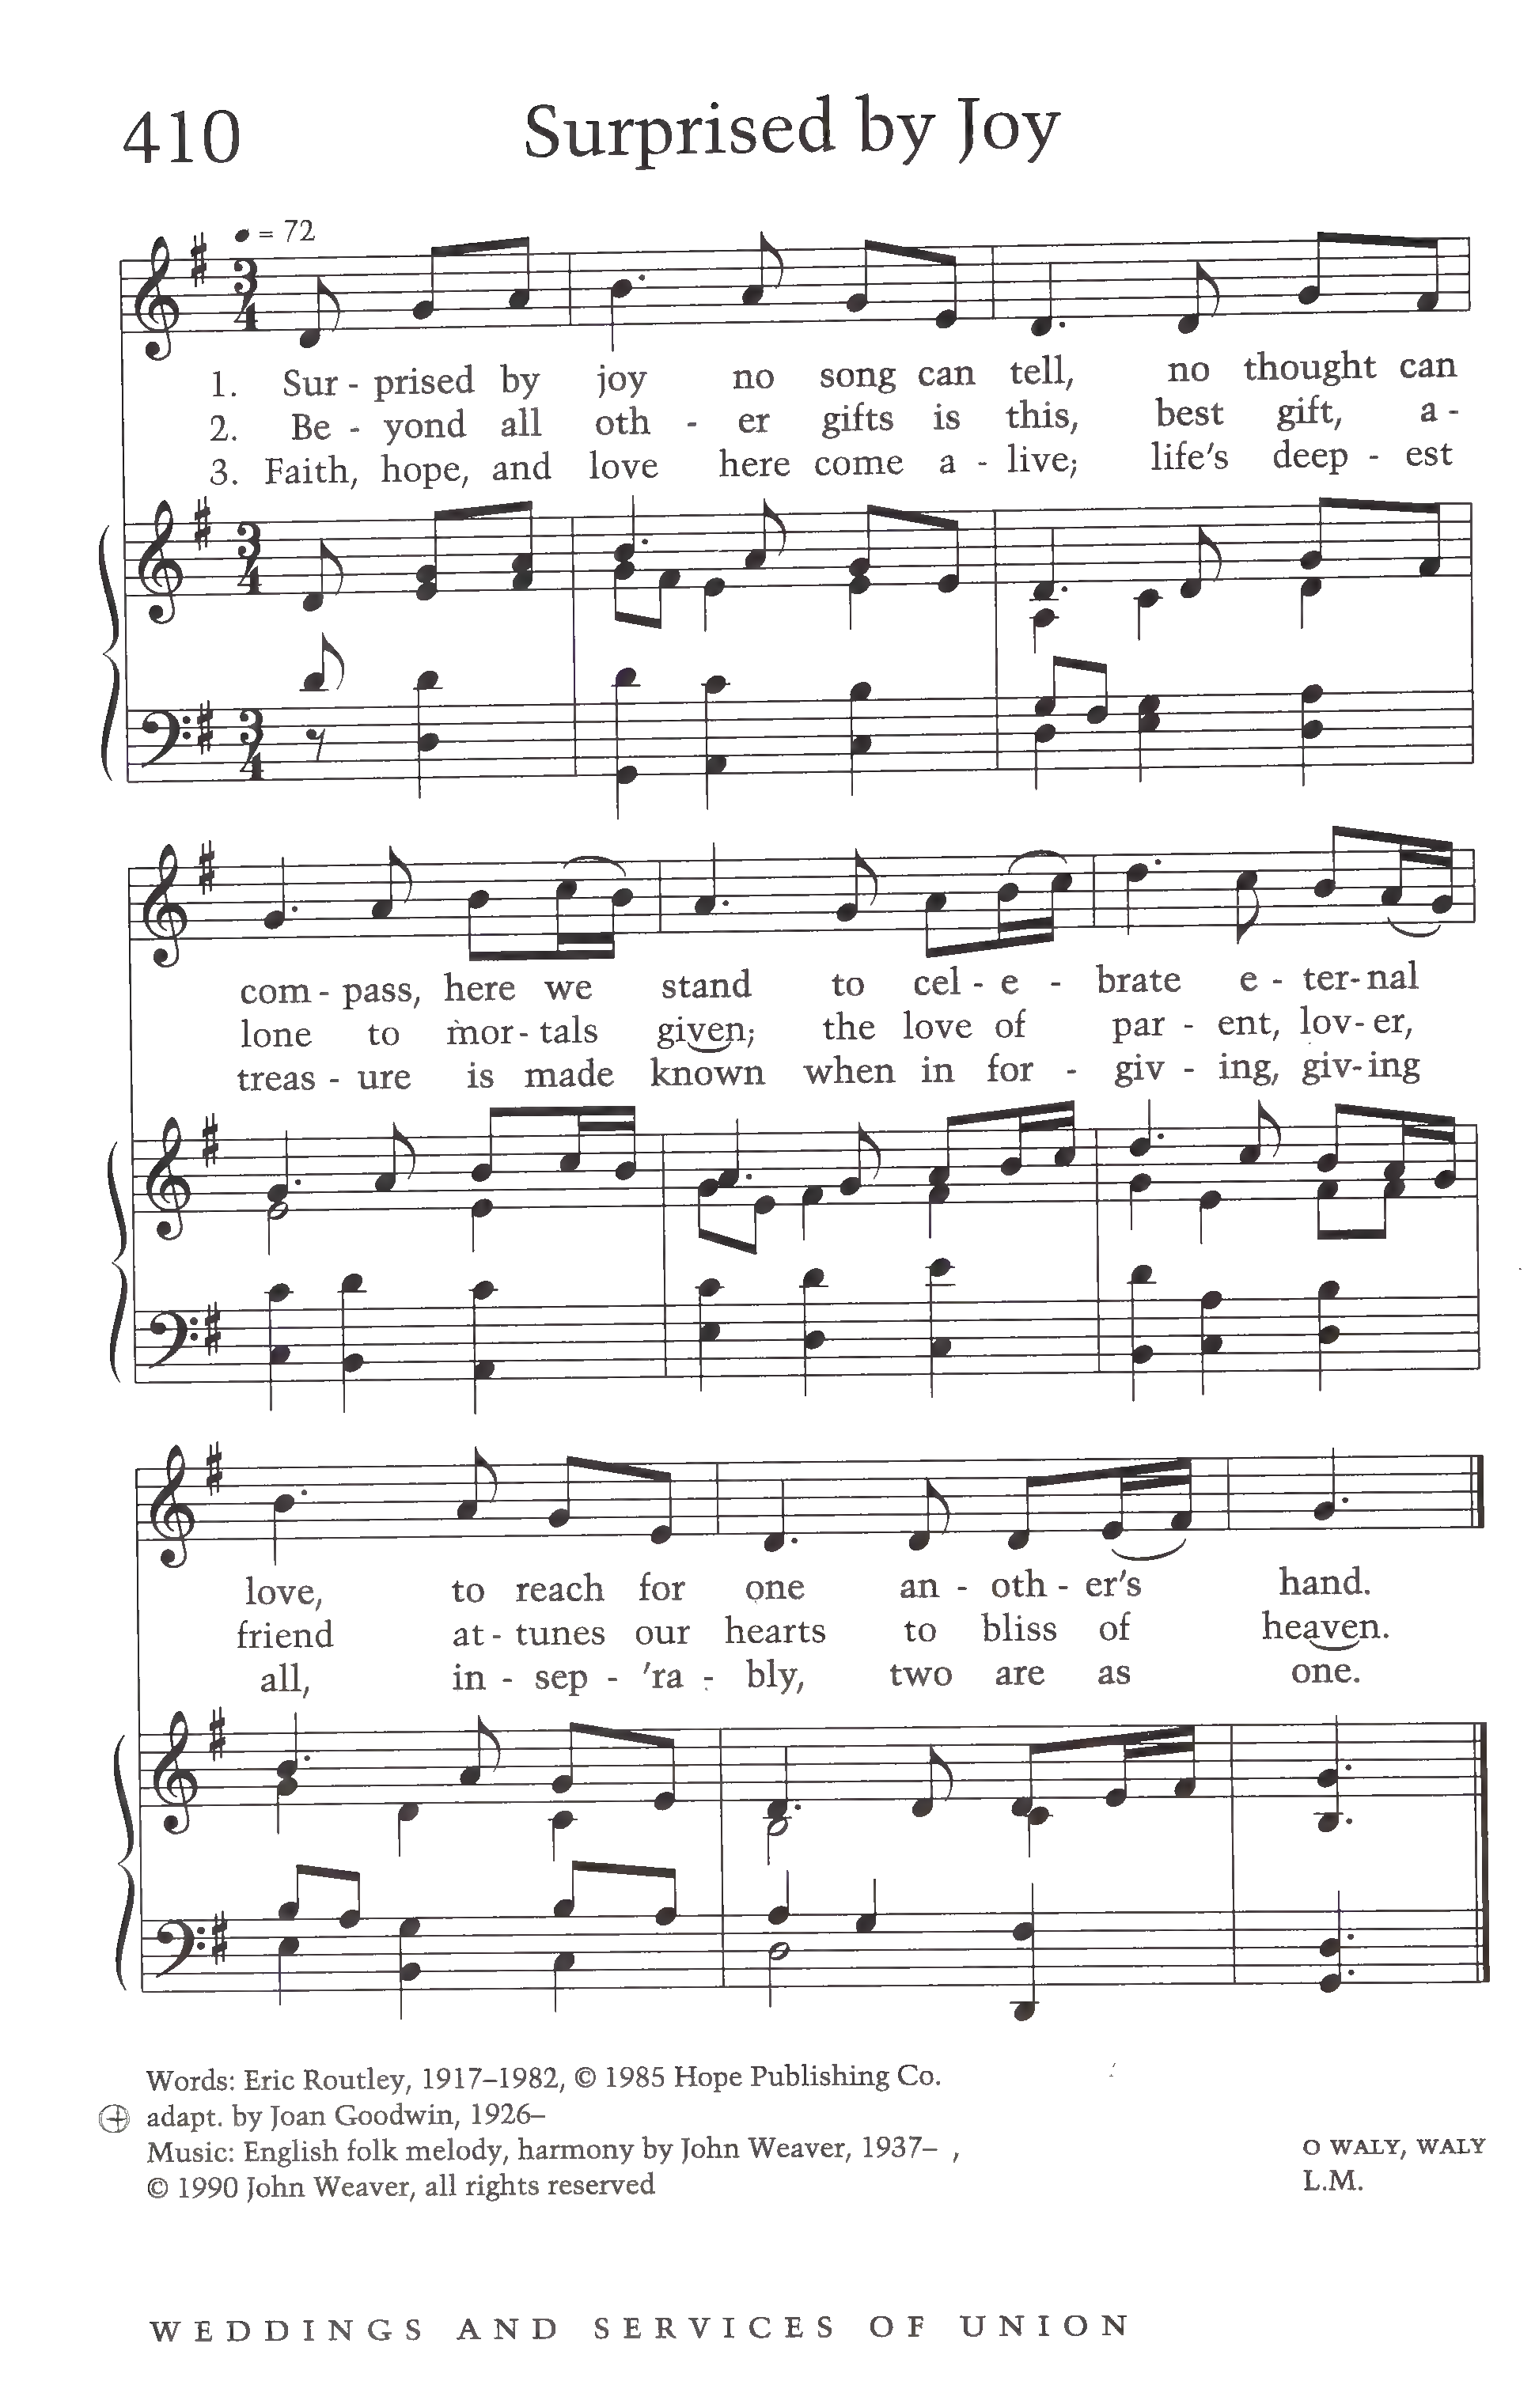 410 Surprised by Joy
= 72
3 4
1. Sur - prised by joy no song can tell, no thought can
2. Be - yond all oth - er gifts is this, best gift, a -
3. Faith, hope, and love here come a - live; life's deep - est
3 4
3 4
com - pass, here we stand to cel - e - brate e - ter - nal
lone to mor - tals given; the love of par - ent, lov - er,
treas - ure is made known when in for - giv - ing, giv - ing
love, to reach for one an - oth - er's hand.
friend at - tunes our hearts to bliss of heaven.
all, in - sep - 'ra - bly, two are as one.
Words: Eric Routley, 1917–1982, © 1985 Hope Publishing Co.
adapt. by Joan Goodwin, 1926–
Music: English folk melody, harmony by John Weaver, 1937– , O WALY, WALY
© 1990 John Weaver, all rights reserved L.M.
WEDDINGS AND SERVICES OF UNION